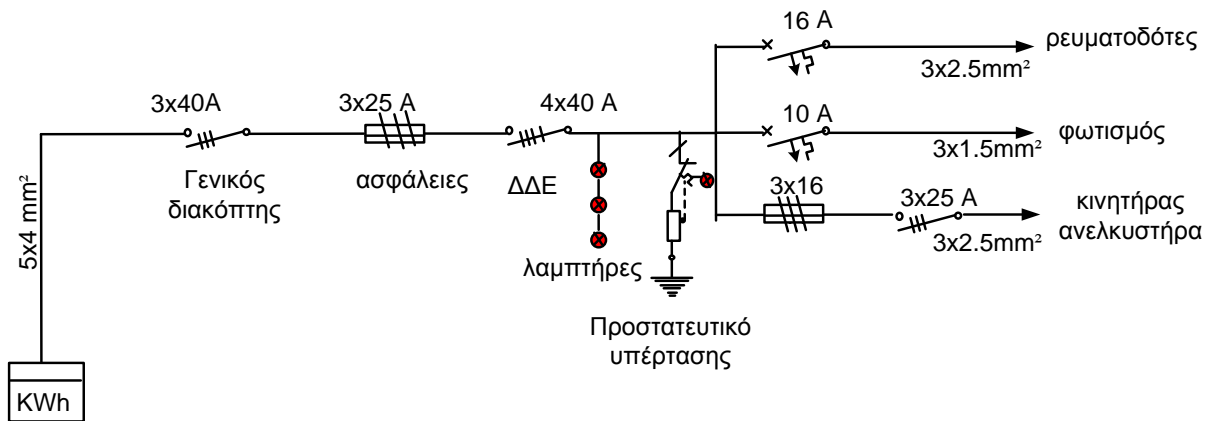 16 A
ρευματοδότες
3x2.5mm²
3x40A
3x25 A
4x40 A
10 A
φωτισμός
3x1.5mm²
Γενικός
διακόπτης
ασφάλειες
ΔΔΕ
3x16
3x25 A
κινητήρας
ανελκυστήρα
3x2.5mm²
5x4 mm²
λαμπτήρες
Προστατευτικό
υπέρτασης
KWh